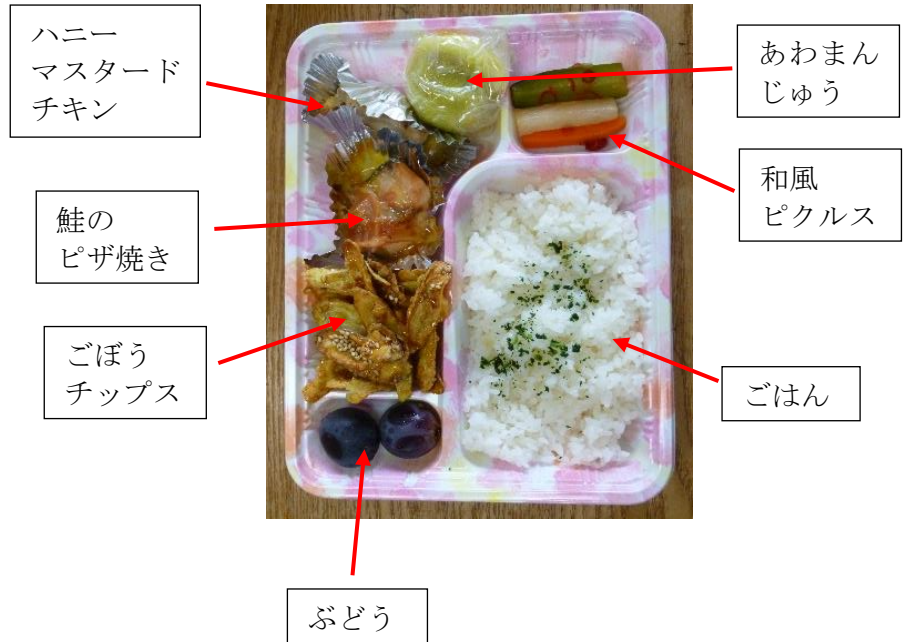 ハニー
マスタード
チキン
あわまん
じゅう
和風
ピクルス
鮭の
ピザ焼き
ごぼう
チップス
ごはん
ぶどう